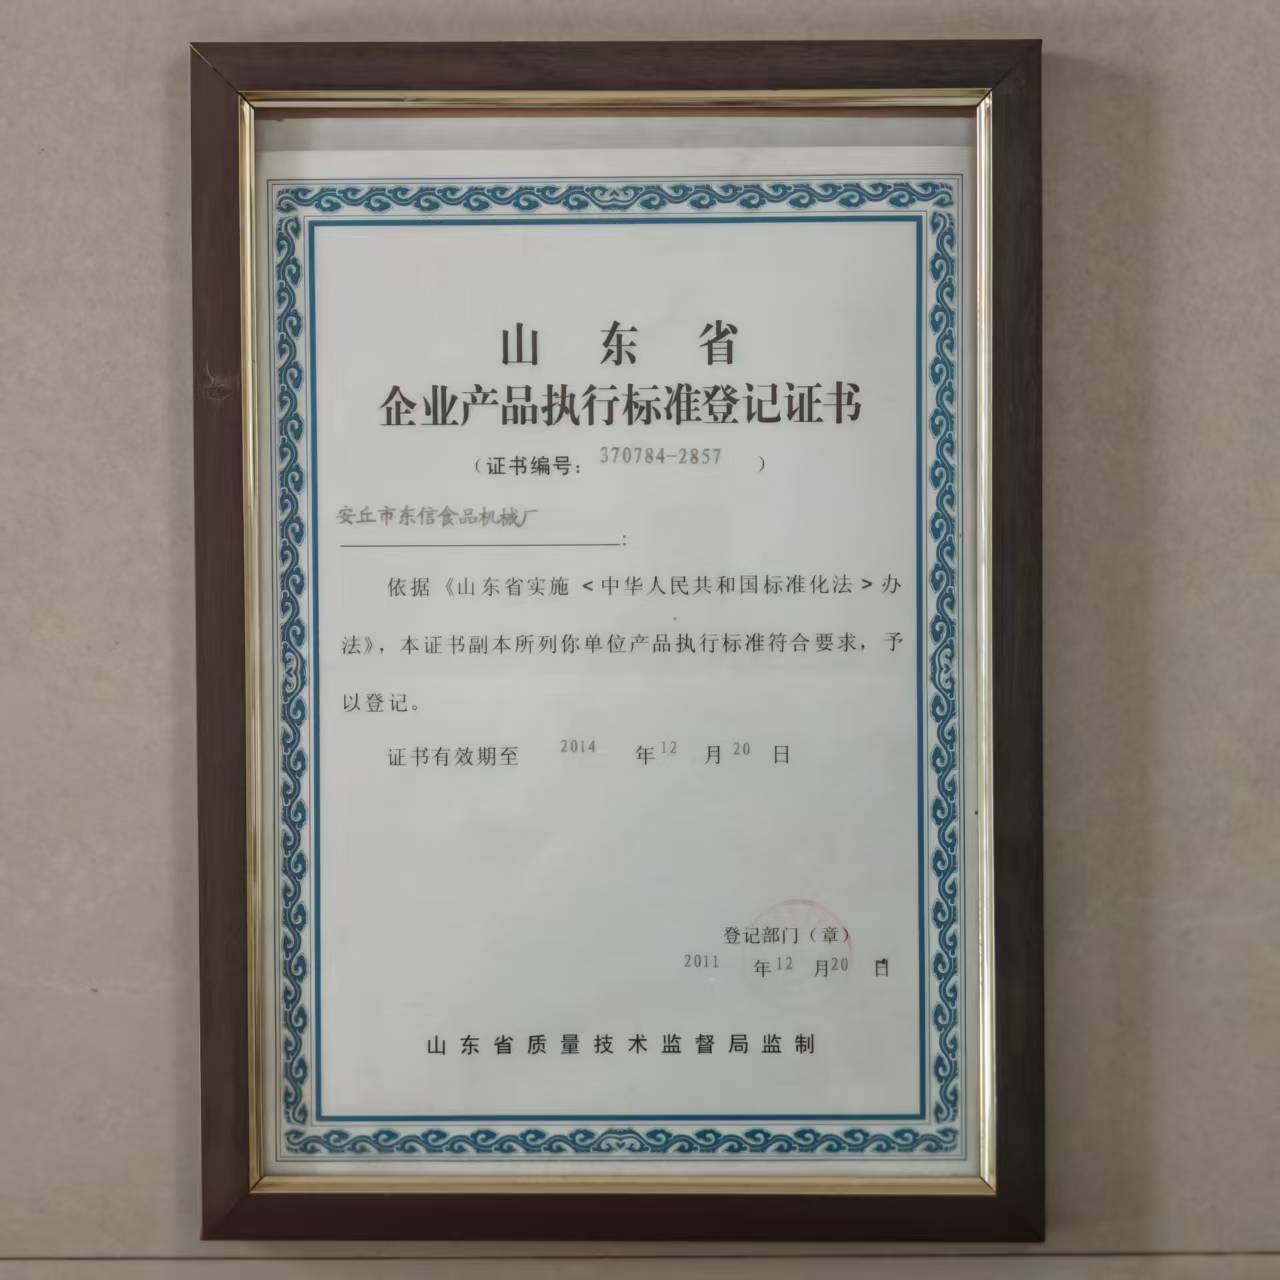 山东省
企业产品执行标准登记证书
（证书编号：370784-2857）
安丘市东信食品机械厂：
依据《山东省实施<中华人民共和国标准化法>办
法》，本证书副本所列你单位产品执行标准符合要求，予
以登记。
证书有效期至 2014 年 12 月 20 日
登记部门（章）
2011 年 12 月 20 日
山东省质量技术监督局监制